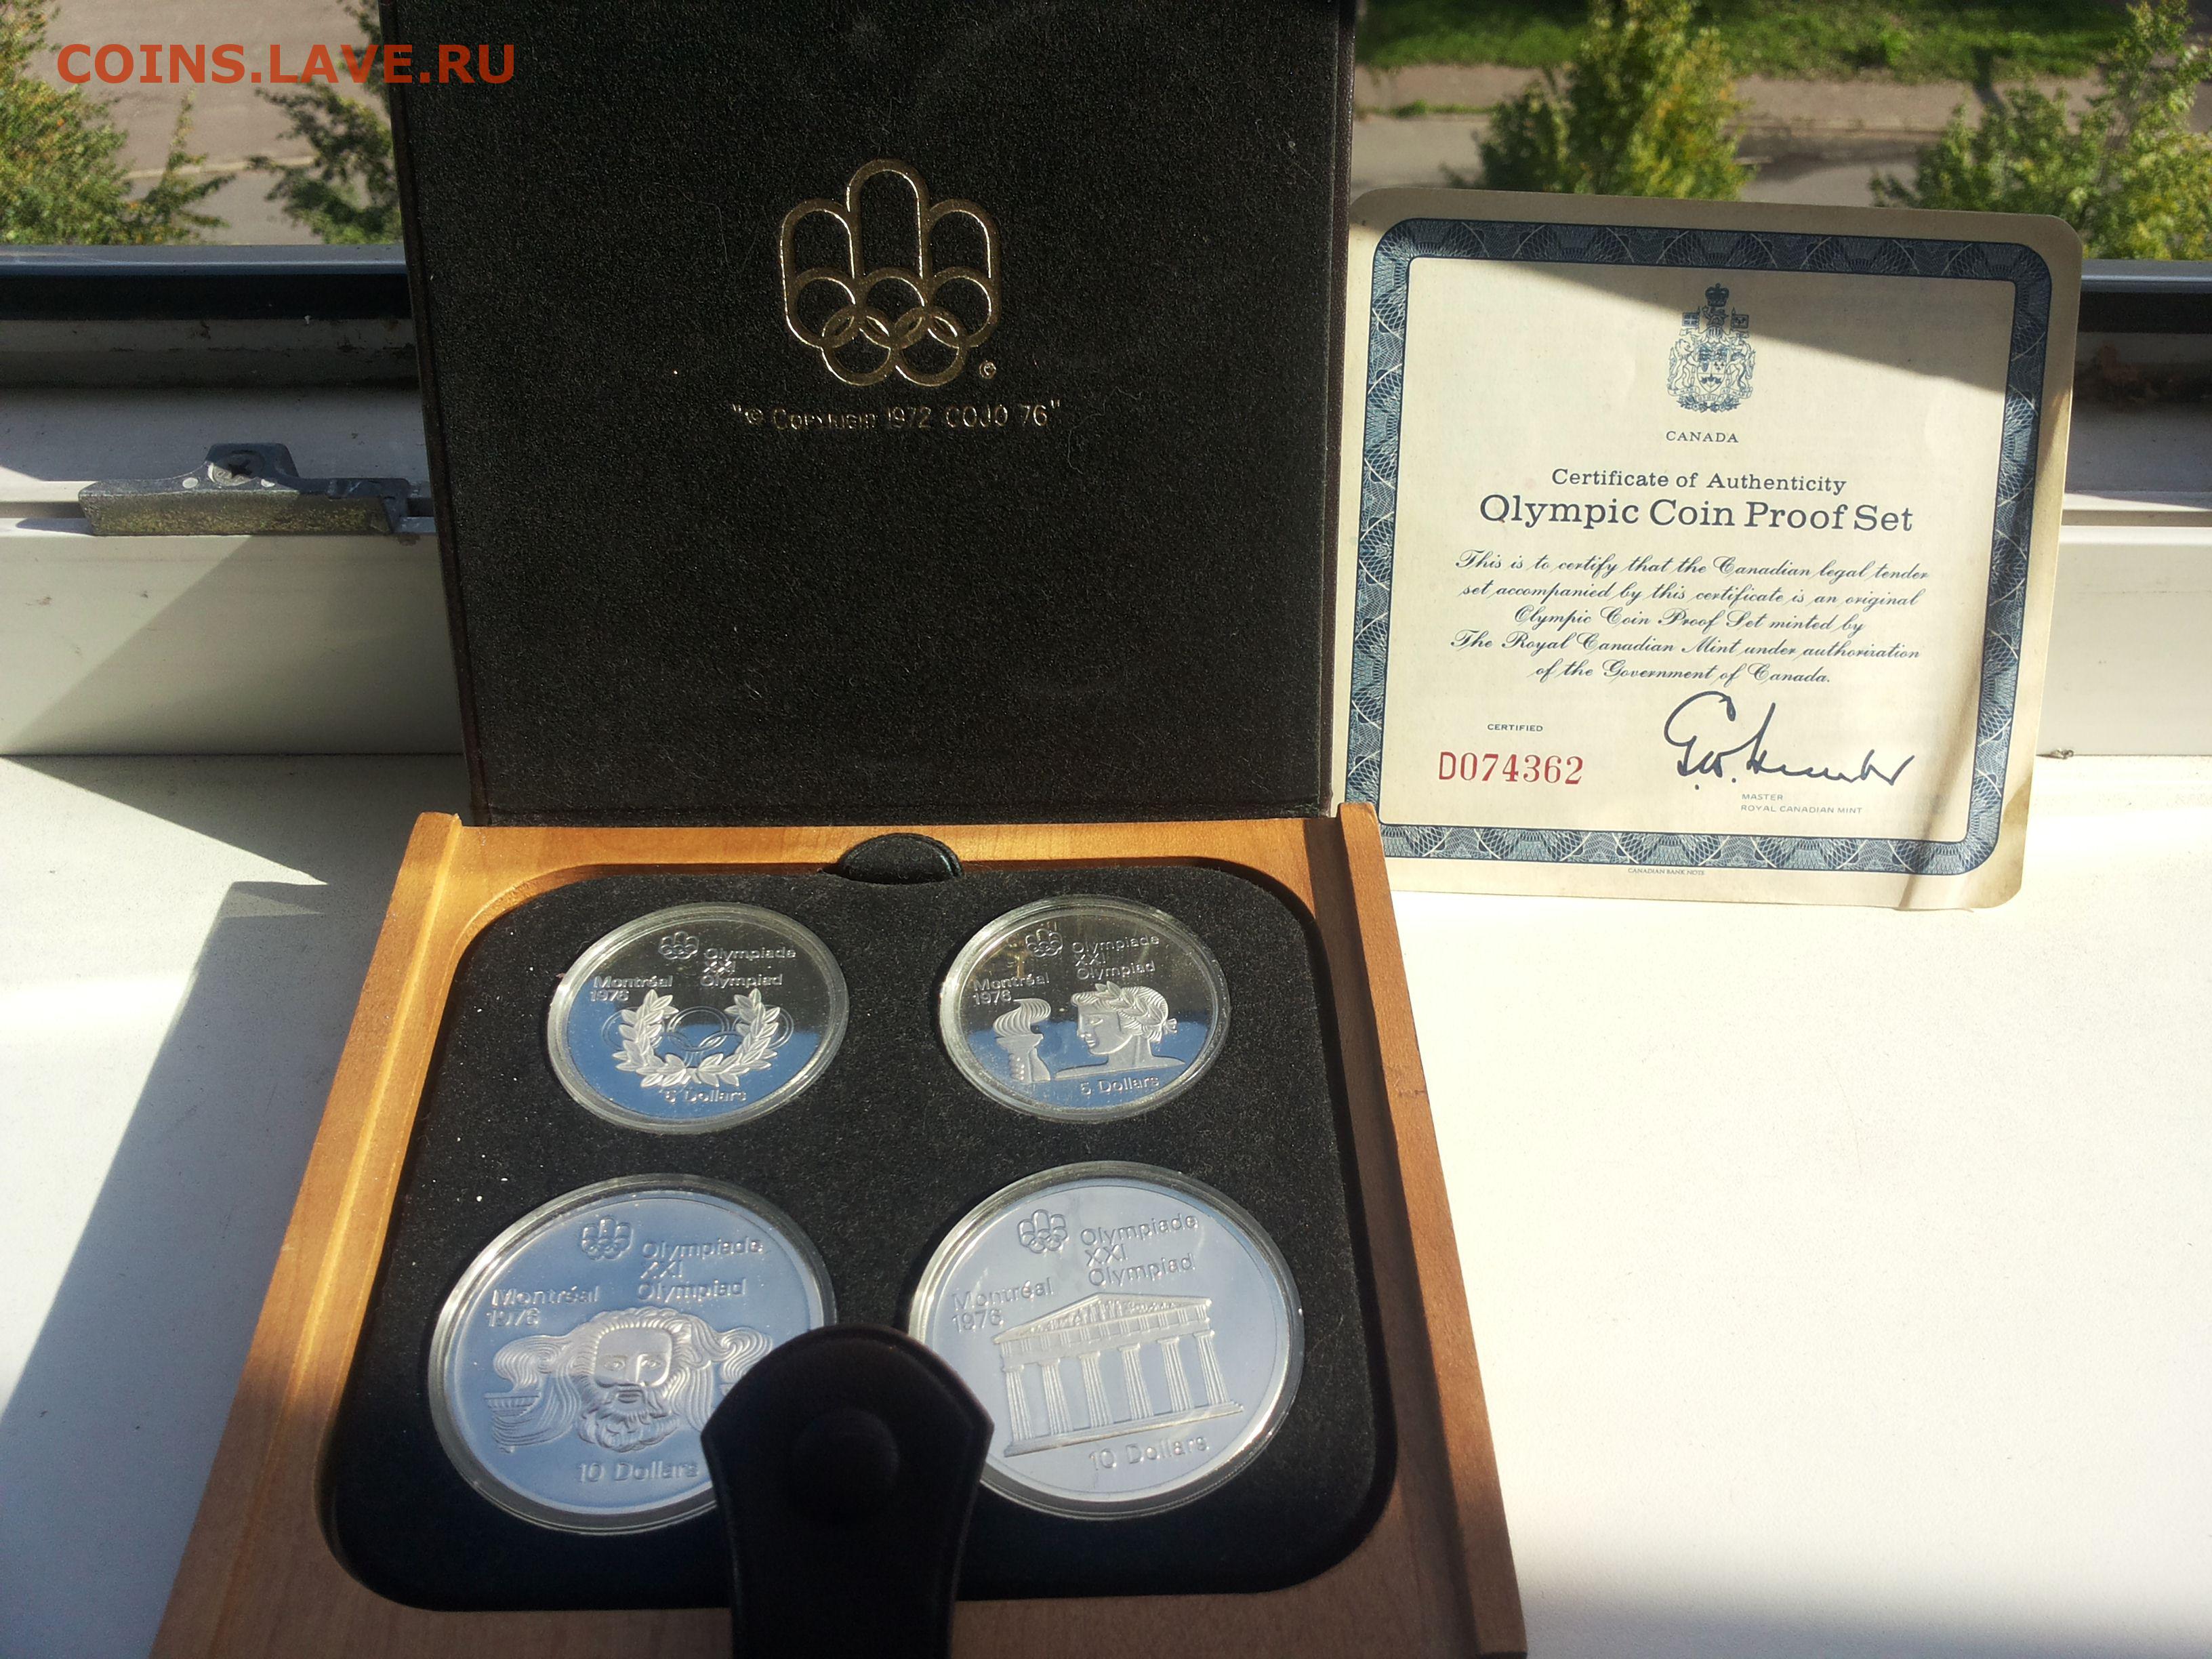 COINS.LAVE.RU
©
"© 1972 COJO 76"
CANADA
Certificate of Authenticity
Olympic Coin Proof Set
This is to certify that the Canadian legal tender
set accompanied by this certificate is an original
Olympic Coin Proof Set minted by
The Royal Canadian Mint under authorization
of the Government of Canada.
CERTIFIED
D074362
MASTER
ROYAL CANADIAN MINT
CANADIAN BANK NOTE
Olympiade
XXI
Montréal Olympiad
1976
5 Dollars
Olympiade
XXI
Montréal Olympiad
1976
5 Dollars
Olympiade
XXI
Montréal Olympiad
1976
10 Dollars
Olympiade
XXI
Montréal Olympiad
1976
10 Dollars